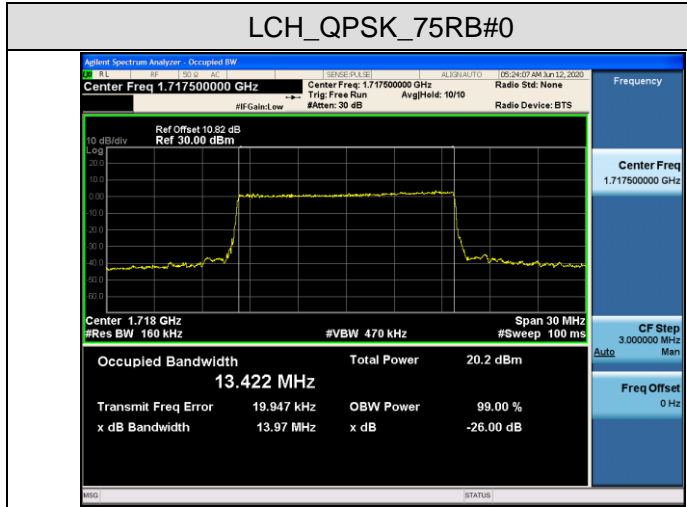 LCH_QPSK_75RB#0
Agilent Spectrum Analyzer - Occupied BW
RL RF 50 Ω AC SENSE:PULSE ALIGNAUTO 05:24:07 AM Jun 12, 2020
Center Freq 1.717500000 GHz Center Freq: 1.717500000 GHz Radio Std: None Frequency
Trig: Free Run Avg|Hold: 10/10
#IFGain:Low #Atten: 30 dB Radio Device: BTS
Ref Offset 10.82 dB
10 dB/div Ref 30.00 dBm
Log
20.0
10.0
0.00
-10.0
-20.0
-30.0
-40.0
-50.0
-60.0
Center Freq
1.717500000 GHz
Center 1.718 GHz Span 30 MHz
#Res BW 160 kHz #VBW 470 kHz #Sweep 100 ms
CF Step
3.000000 MHz
Auto Man
Occupied Bandwidth Total Power 20.2 dBm
13.422 MHz
Freq Offset
0 Hz
Transmit Freq Error 19.947 kHz OBW Power 99.00 %
x dB Bandwidth 13.97 MHz x dB -26.00 dB
MSG STATUS